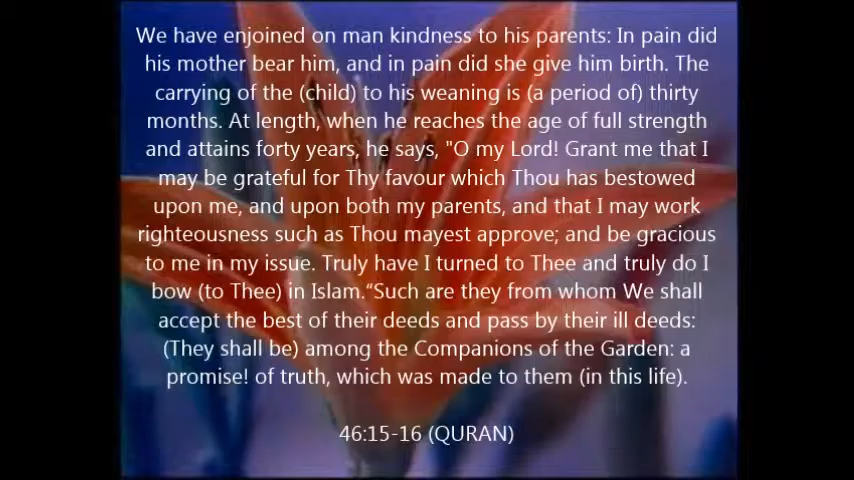 We have enjoined on man kindness to his parents: In pain did
his mother bear him, and in pain did she give him birth. The
carrying of the (child) to his weaning is (a period of) thirty
months. At length, when he reaches the age of full strength
and attains forty years, he says, "O my Lord! Grant me that I
may be grateful for Thy favour which Thou has bestowed
upon me, and upon both my parents, and that I may work
righteousness such as Thou mayest approve; and be gracious
to me in my issue. Truly have I turned to Thee and truly do I
bow (to Thee) in Islam.“Such are they from whom We shall
accept the best of their deeds and pass by their ill deeds:
(They shall be) among the Companions of the Garden: a
promise! of truth, which was made to them (in this life).
46:15-16 (QURAN)